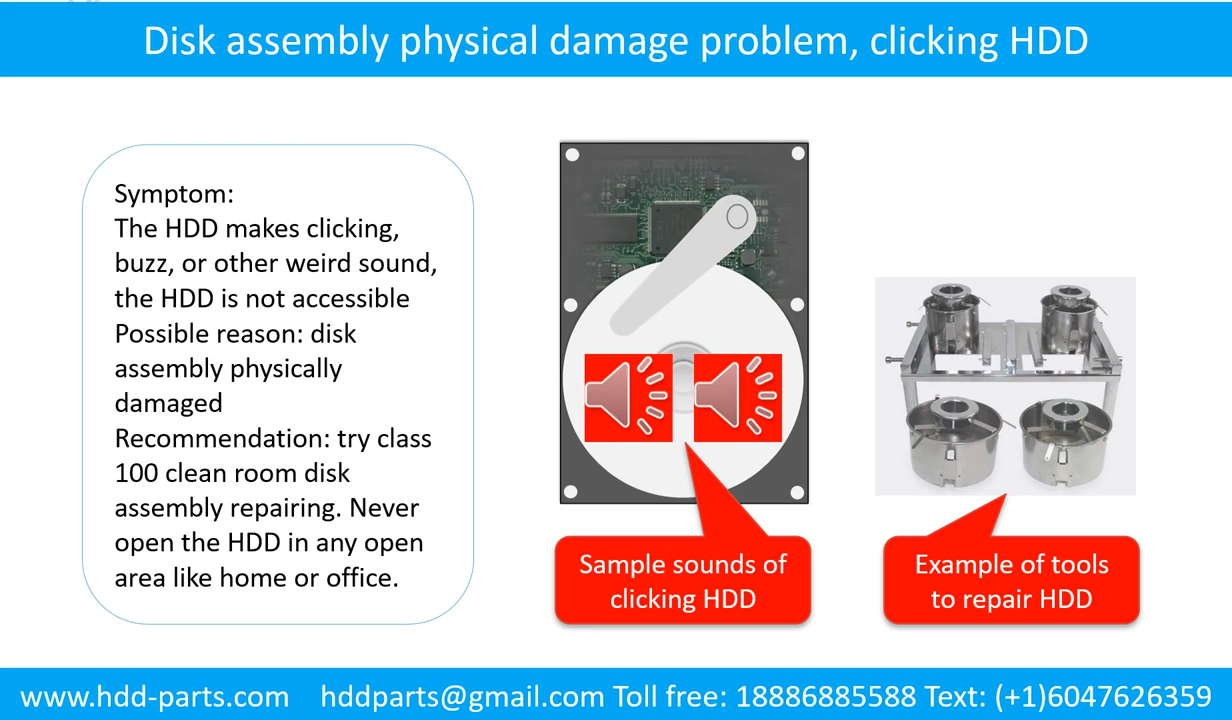 Disk assembly physical damage problem, clicking HDD
Symptom:
The HDD makes clicking,
buzz, or other weird sound,
the HDD is not accessible
Possible reason: disk
assembly physically
damaged
Recommendation: try class
100 clean room disk
assembly repairing. Never
open the HDD in any open
area like home or office.
Sample sounds of
clicking HDD
Example of tools
to repair HDD
www.hdd-parts.com hddparts@gmail.com Toll free: 18886885588 Text: (+1)6047626359